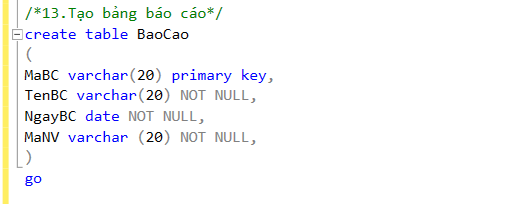 /*13.Tạo bảng báo cáo*/
create table BaoCao
(
MaBC varchar(20) primary key,
TenBC varchar(20) NOT NULL,
NgayBC date NOT NULL,
MaNV varchar (20) NOT NULL,
)
go